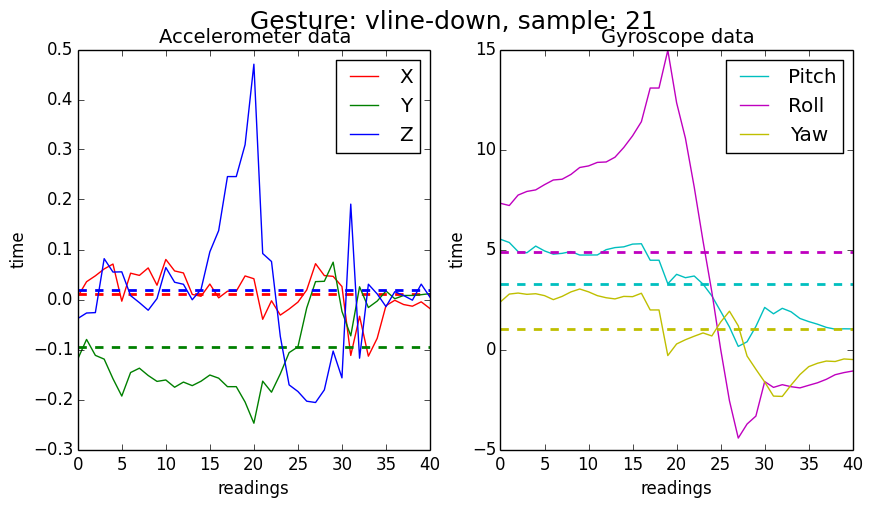 Gesture: vline-down, sample: 21
Accelerometer data
0.5
0.4
0.3
0.2
0.1
0.0
−0.1
−0.2
−0.3
time
X
Y
Z
0 5 10 15 20 25 30 35 40
readings
Gyroscope data
15
10
5
0
−5
time
Pitch
Roll
Yaw
0 5 10 15 20 25 30 35 40
readings